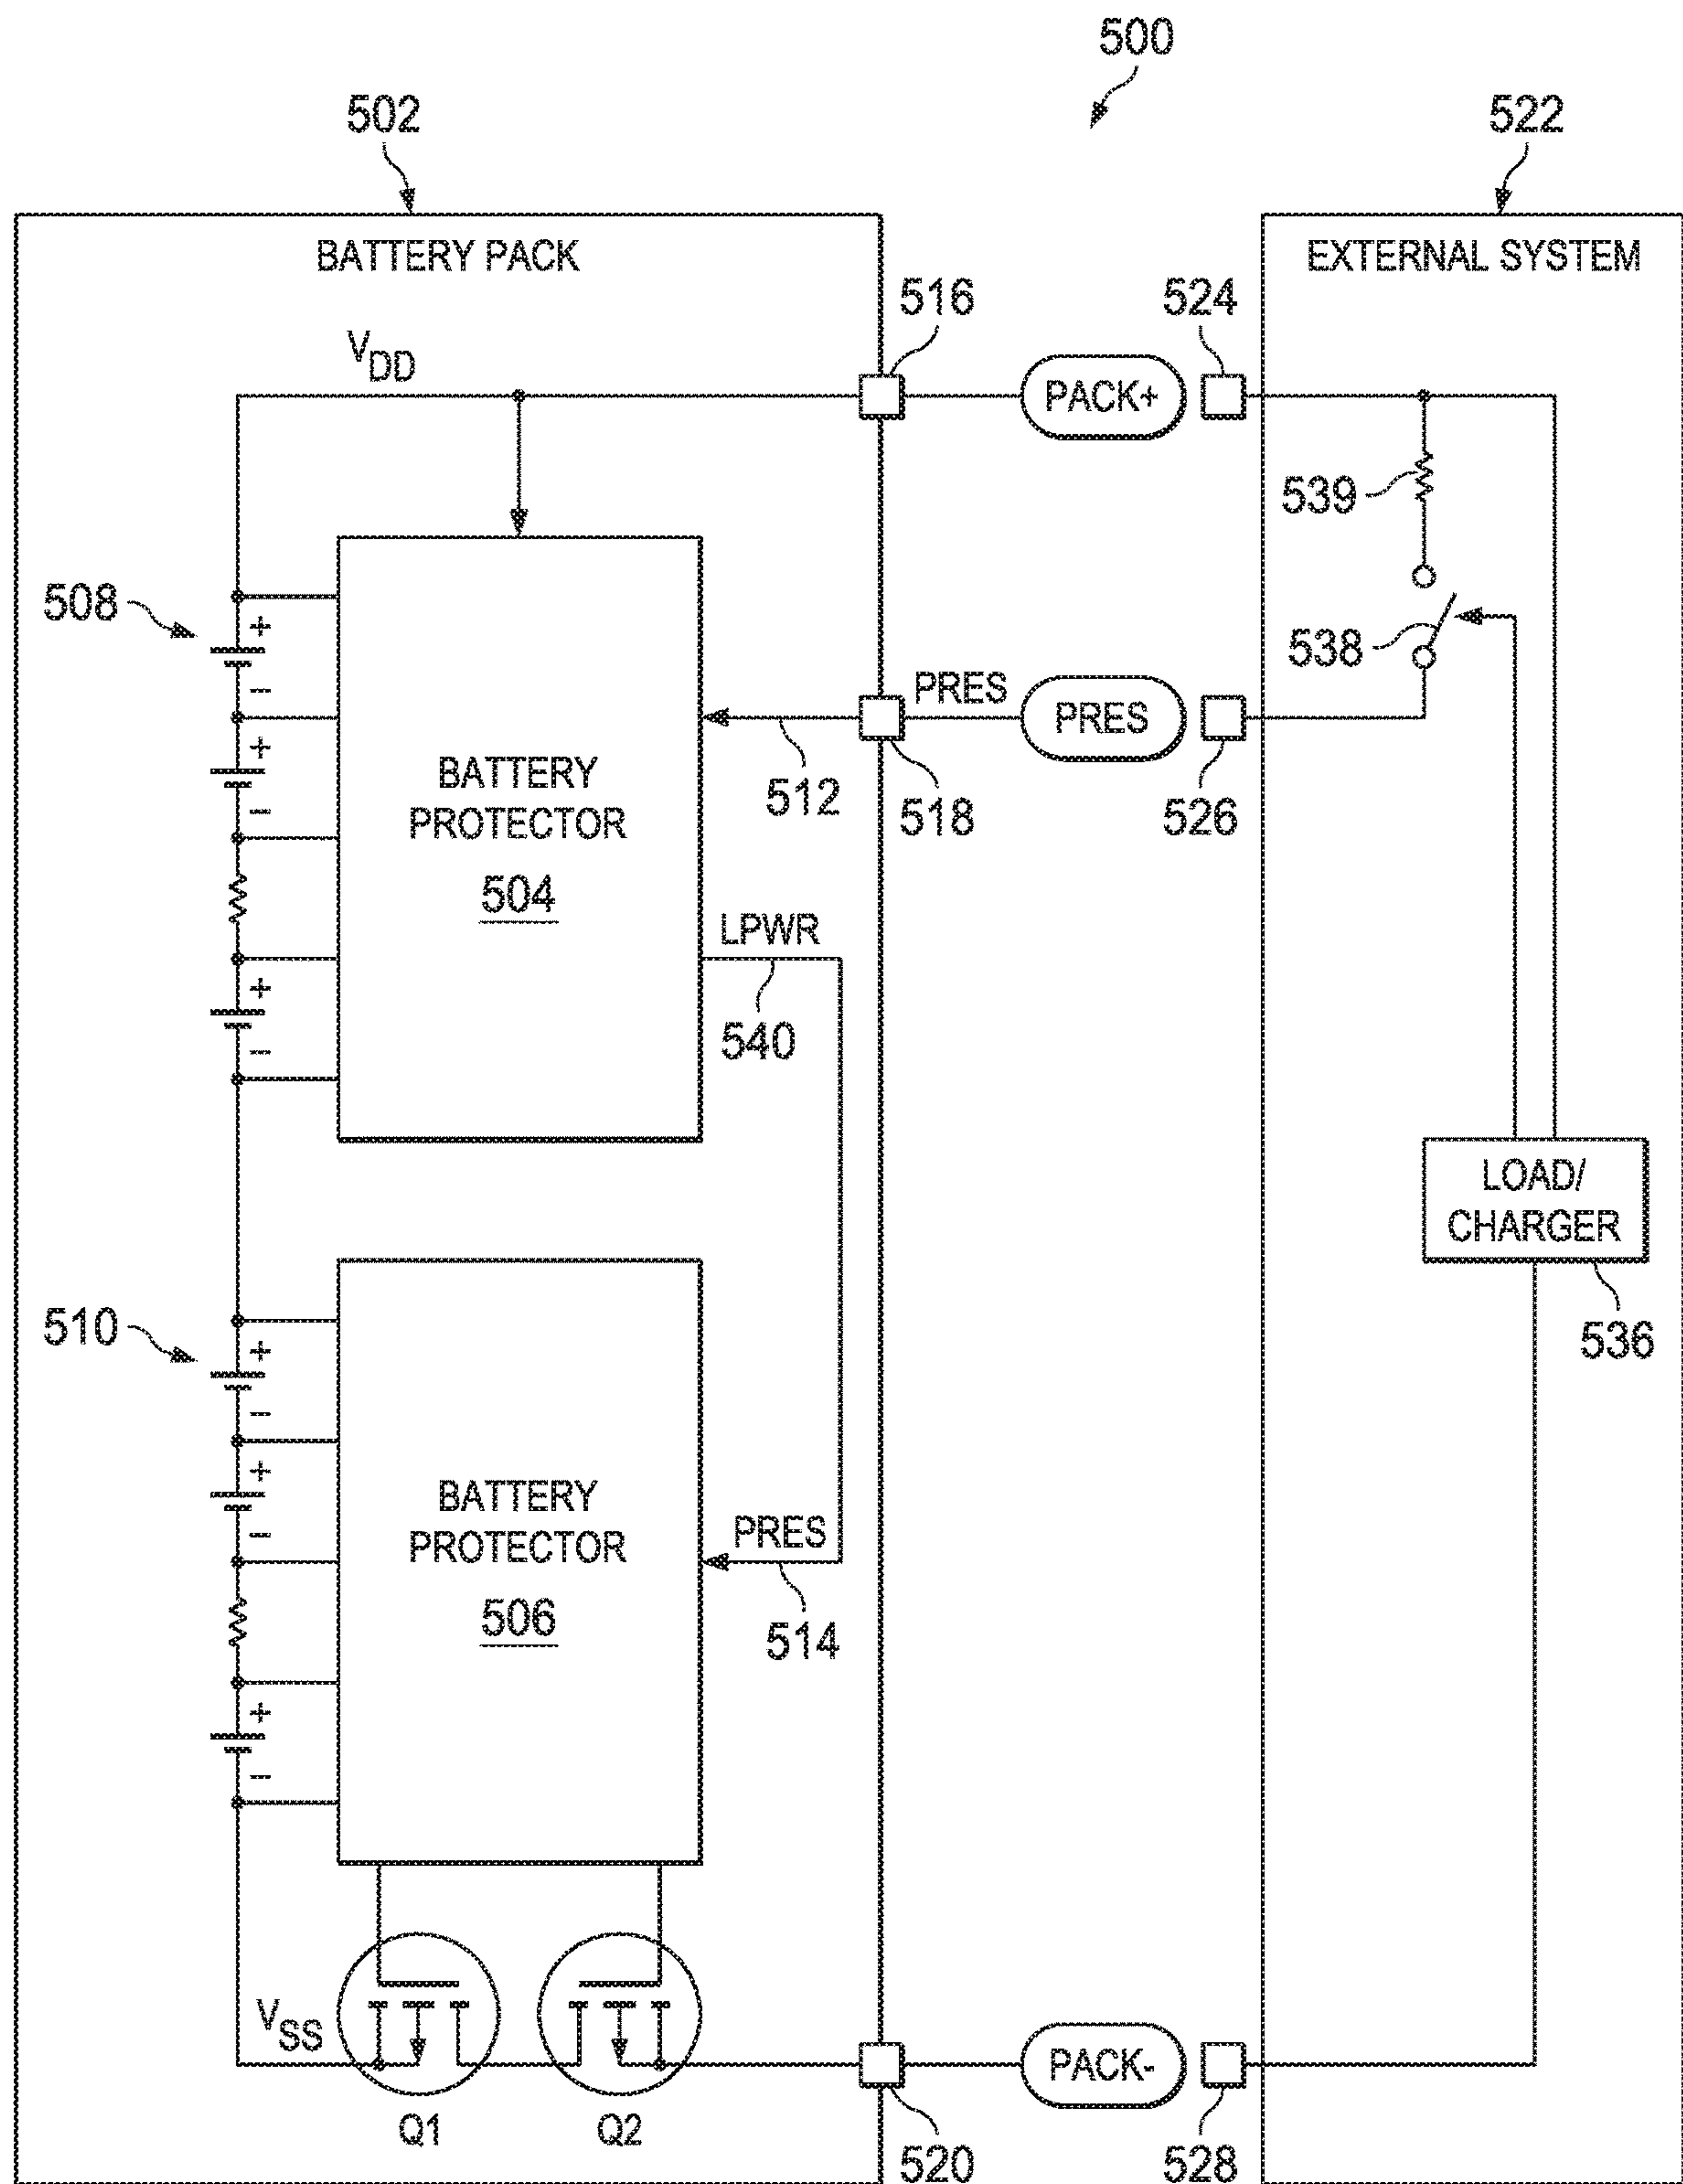 500
502
522
BATTERY PACK
EXTERNAL SYSTEM
516
524
VDD
PACK+
539
508
+
−
538
PRES
PRES
+
−
BATTERY
PROTECTOR
504
512
518
526
LPWR
+
−
540
LOAD/
CHARGER
536
510
+
−
+
−
BATTERY
PROTECTOR
506
PRES
514
+
−
VSS
PACK-
Q1
Q2
520
528